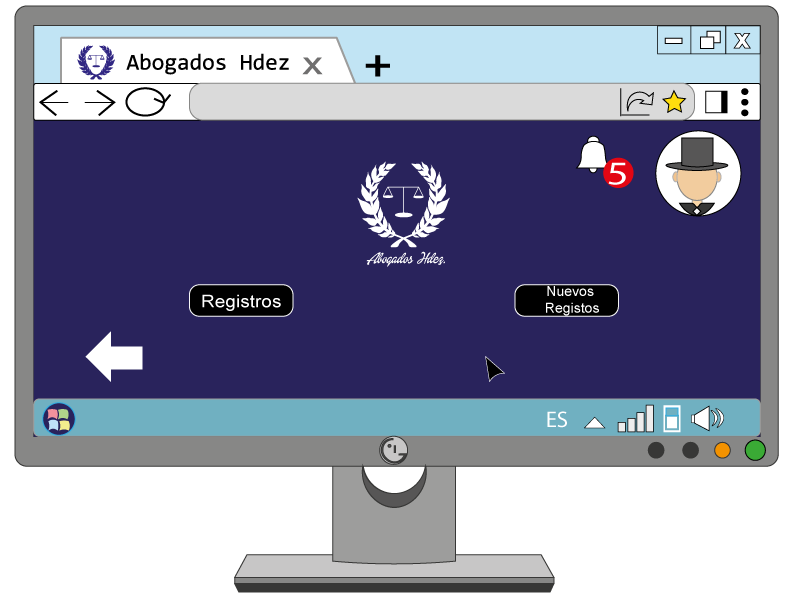 Abogados Hdez X
X
5
Abogados Hdez.
Registros
Nuevos
Registos
ES